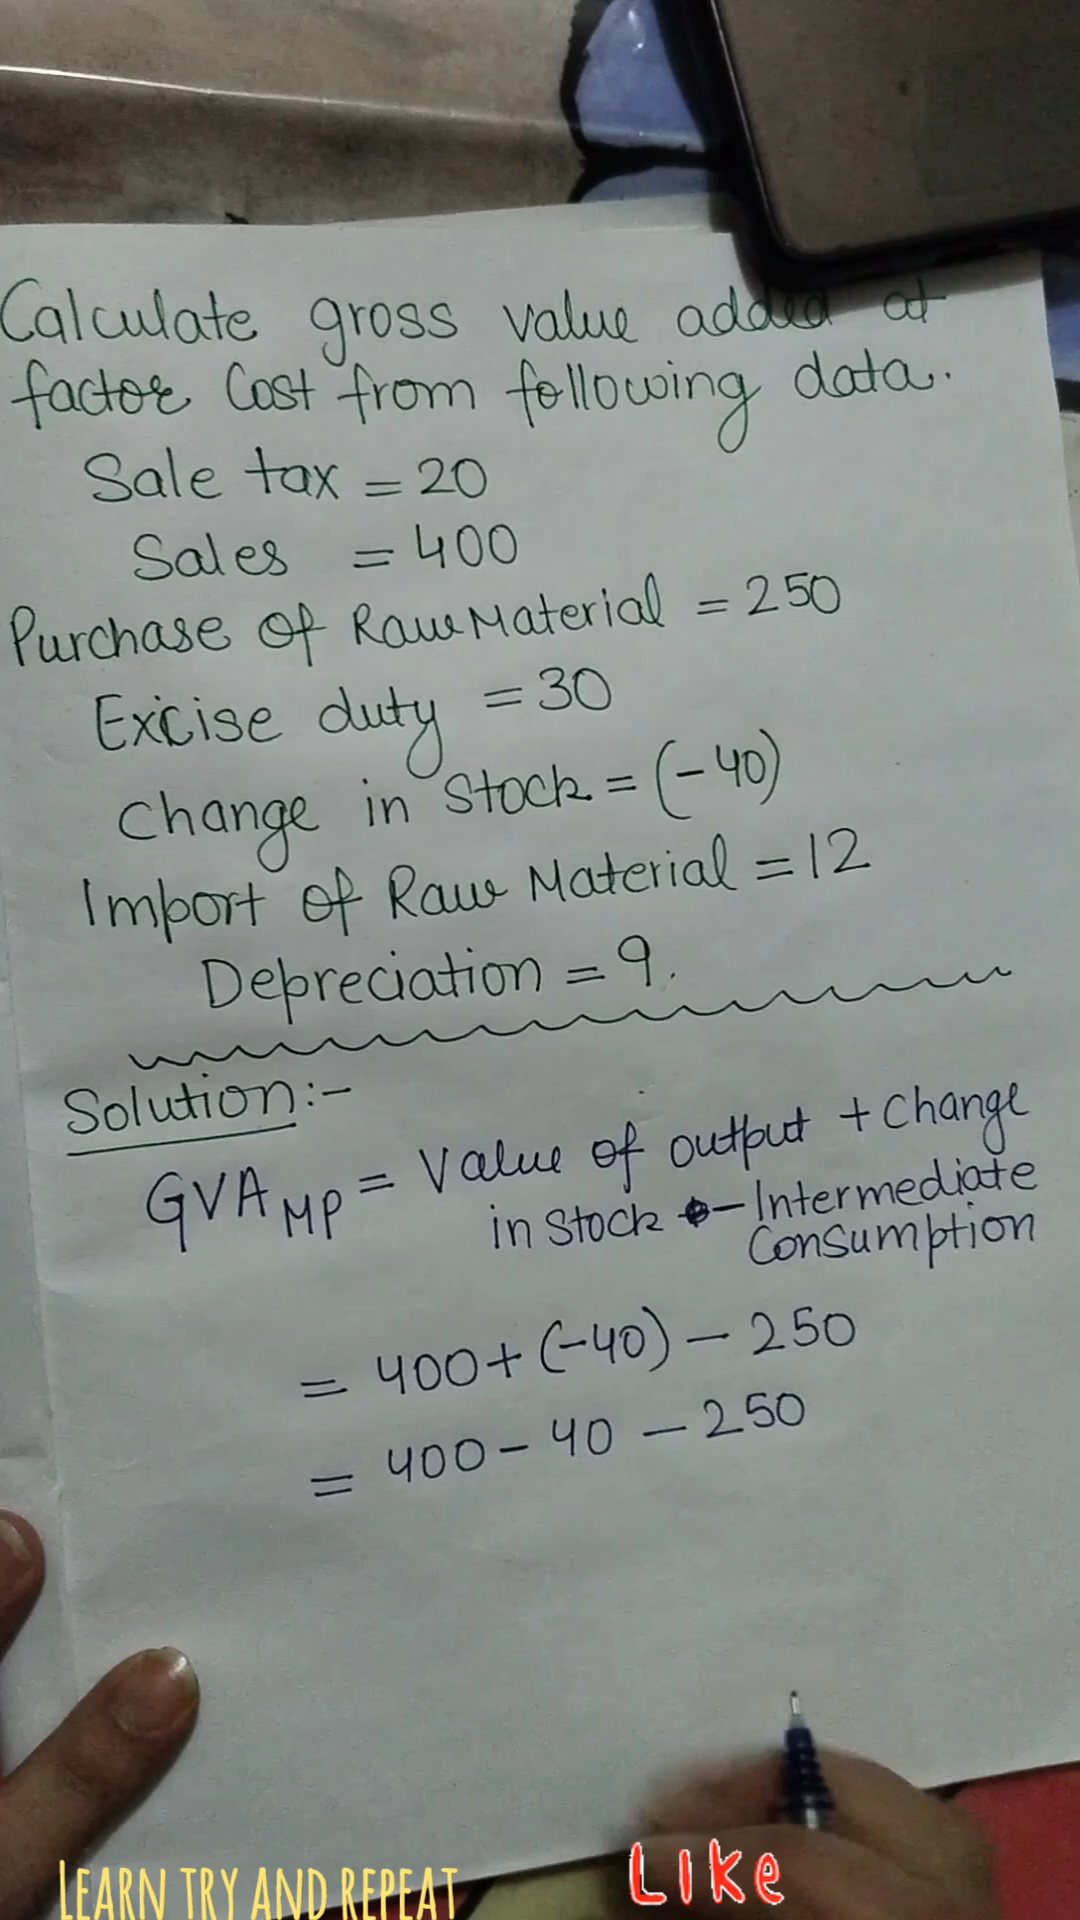 Calculate gross value added at
factor Cost from following data.
Sale tax = 20
Sales = 400
Purchase of Raw Material = 250
Excise duty = 30
Change in Stock = (-40)
Import of Raw Material = 12
Depreciation = 9.
Solution:-
GVA MP = Value of output + Change
in Stock - Intermediate
Consumption
= 400 + (-40) - 250
= 400 - 40 - 250
LEARN TRY AND REPEAT
LIKe